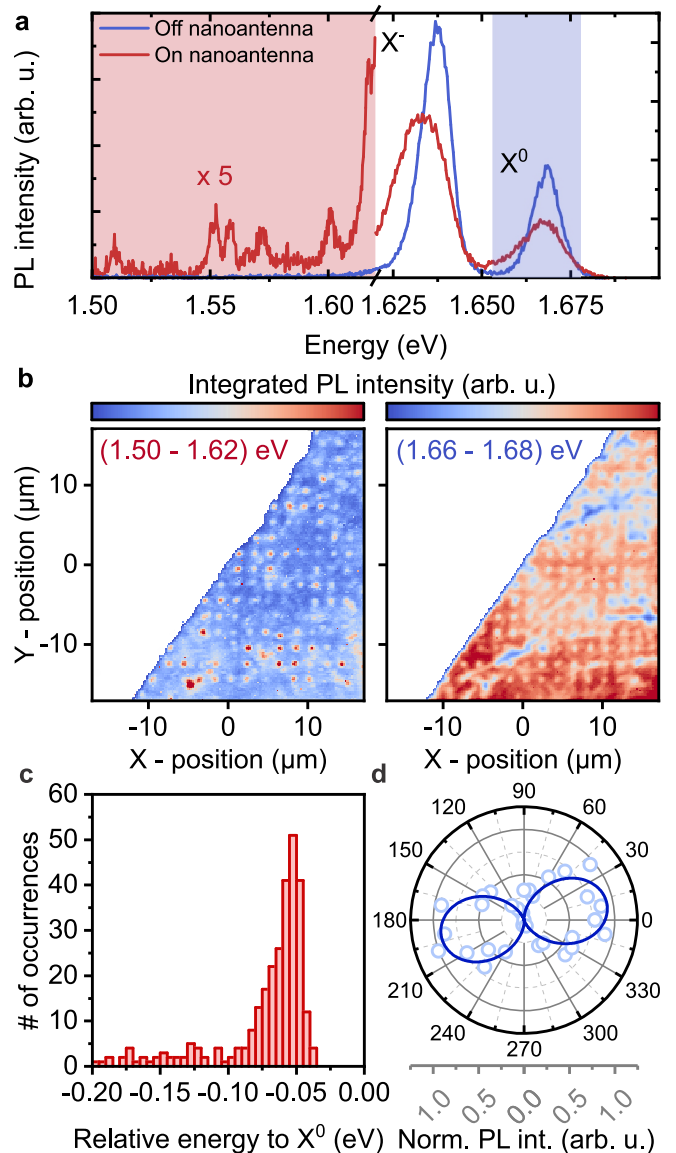 a
Off nanoantenna
On nanoantenna
X-
X0
x 5
PL intensity (arb. u.)
1.50 1.55 1.60 1.625 1.650 1.675
Energy (eV)
b
Integrated PL intensity (arb. u.)
(1.50 - 1.62) eV
(1.66 - 1.68) eV
Y - position (µm)
10
0
-10
-10 0 10
-10 0 10
X - position (µm)
X - position (µm)
c
# of occurrences
60
50
40
30
20
10
0
-0.20 -0.15 -0.10 -0.05 0.00
Relative energy to X0 (eV)
d
90
120 60
150 30
180 0
210 330
240 300
270
1.0 0.5 0.0 0.5 1.0
Norm. PL int. (arb. u.)